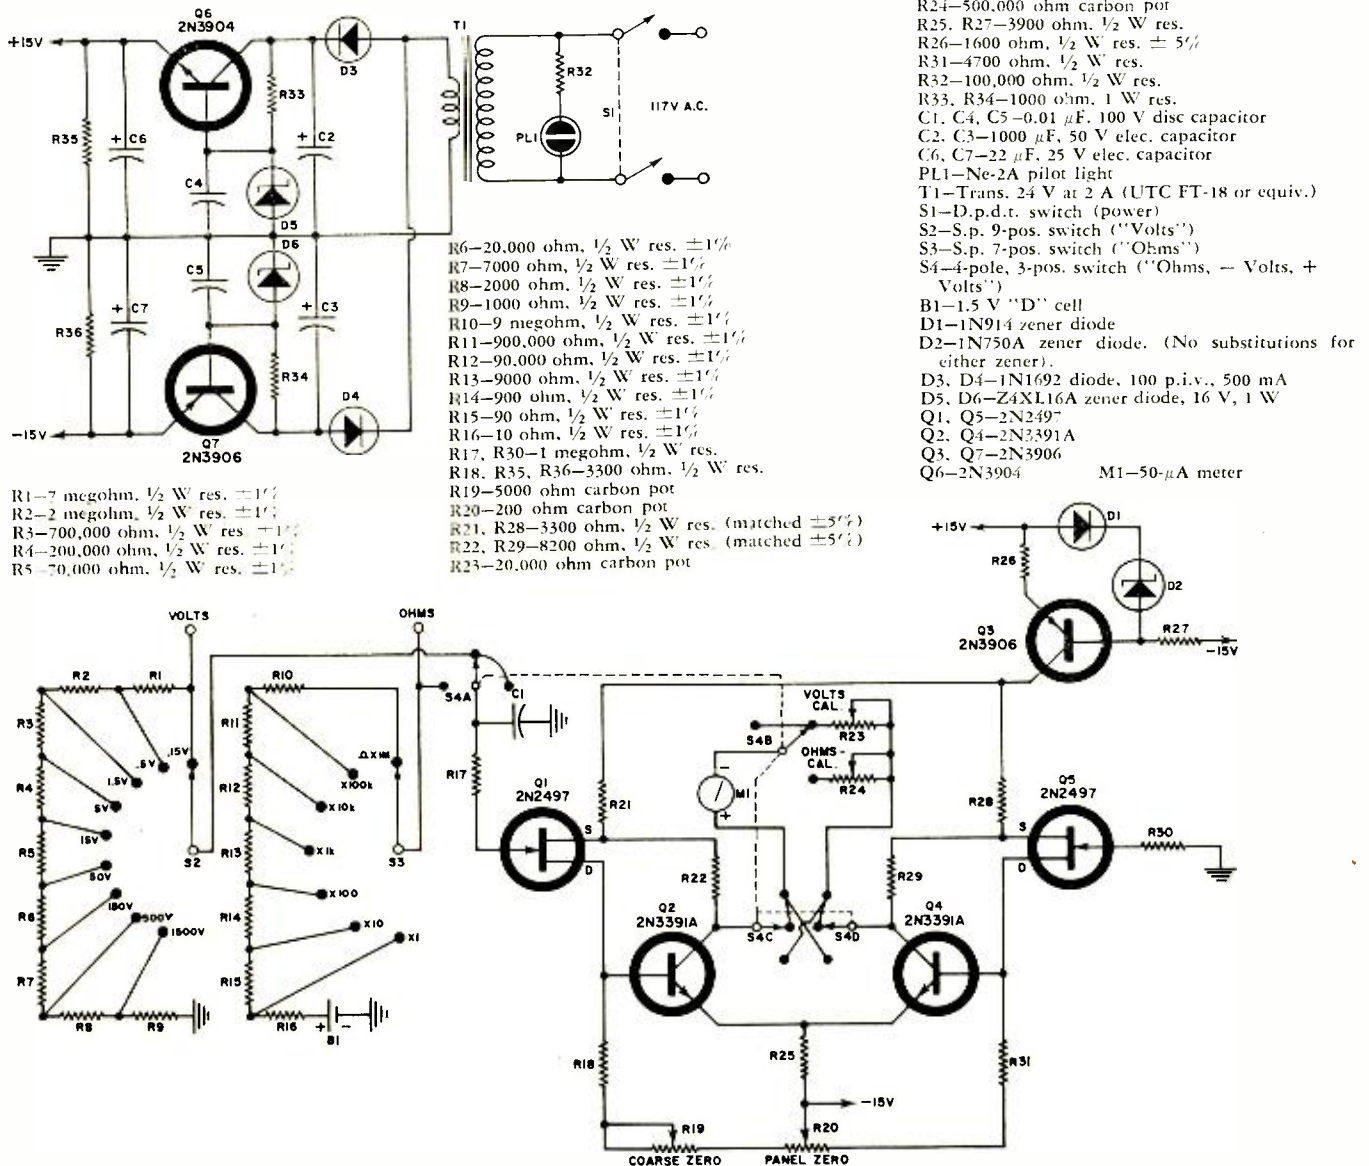 Q6
2N3904
+15V
D3
T1
R33
R32
S1
117V A.C.
PL1
R35
+ C6
+ C2
C4
D5
D6
C5
+ C7
+ C3
R36
R34
D4
-15V
Q7
2N3906
R24—500,000 ohm carbon pot
R25, R27—3900 ohm, ½ W res.
R26—1600 ohm, ½ W res. ± 5%
R31—4700 ohm, ½ W res.
R32—100,000 ohm, ½ W res.
R33, R34—1000 ohm, 1 W res.
C1, C4, C5—0.01 µF, 100 V disc capacitor
C2, C3—1000 µF, 50 V elec. capacitor
C6, C7—22 µF, 25 V elec. capacitor
PL1—Ne-2A pilot light
T1—Trans. 24 V at 2 A (UTC FT-18 or equiv.)
S1—D.p.d.t. switch (power)
S2—S.p. 9-pos. switch ("Volts")
S3—S.p. 7-pos. switch ("Ohms")
S4—4-pole, 3-pos. switch ("Ohms, — Volts, +
Volts")
B1—1.5 V "D" cell
D1—1N914 zener diode
D2—1N750A zener diode. (No substitutions for
either zener).
D3, D4—1N1692 diode, 100 p.i.v., 500 mA
D5, D6—Z4XL16A zener diode, 16 V, 1 W
Q1, Q5—2N2497
Q2, Q4—2N3391A
Q3, Q7—2N3906
Q6—2N3904 M1—50-µA meter
R6—20,000 ohm, ½ W res. ±1%
R7—7000 ohm, ½ W res. ±1%
R8—2000 ohm, ½ W res. ±1%
R9—1000 ohm, ½ W res. ±1%
R10—9 megohm, ½ W res. ±1%
R11—900,000 ohm, ½ W res. ±1%
R12—90,000 ohm, ½ W res. ±1%
R13—9000 ohm, ½ W res. ±1%
R14—900 ohm, ½ W res. ±1%
R15—90 ohm, ½ W res. ±1%
R16—10 ohm, ½ W res. ±1%
R17, R30—1 megohm, ½ W res.
R18, R35, R36—3300 ohm, ½ W res.
R19—5000 ohm carbon pot
R20—200 ohm carbon pot
R21, R28—3300 ohm, ½ W res. (matched ±5%)
R22, R29—8200 ohm, ½ W res. (matched ±5%)
R23—20,000 ohm carbon pot
R1—7 megohm, ½ W res. ±1%
R2—2 megohm, ½ W res. ±1%
R3—700,000 ohm, ½ W res. ±1%
R4—200,000 ohm, ½ W res. ±1%
R5—70,000 ohm, ½ W res. ±1%
+15V
D1
R26
D2
Q3
2N3906
R27
-15V
VOLTS
OHMS
R2
R1
R10
S4A
C1
R3
R11
.15V
.5V
1.5V
ΩX1M
X100k
R4
R12
5V
X10k
15V
R5
R13
X1k
S2
S3
50V
R6
R14
150V
X100
500V
1500V
X10
X1
R7
R15
R8
R9
R16
+ -
B1
R17
Q1
2N2497
S
D
R21
VOLTS
CAL.
S4B
R23
OHMS-
CAL.
R24
-
M1
+
R28
Q5
2N2497
S
D
R30
R22
R29
Q2
2N3391A
Q4
2N3391A
S4C
S4D
R18
R25
R31
-15V
R19
R20
COARSE ZERO
PANEL ZERO